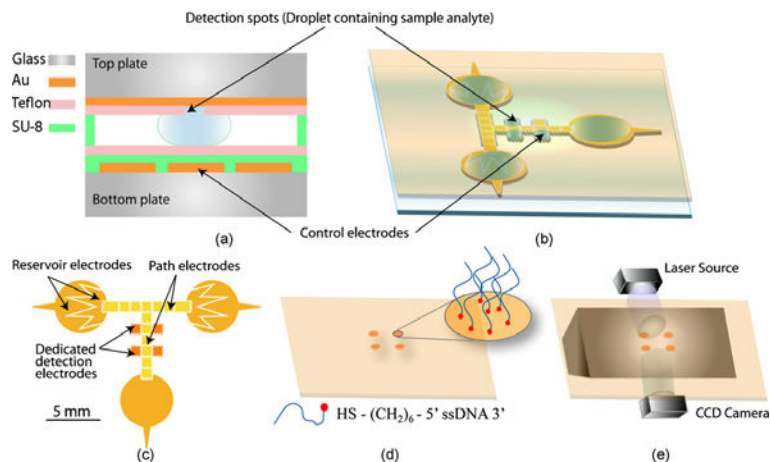 Detection spots (Droplet containing sample analyte)
Glass
Au
Teflon
SU-8
Top plate
Bottom plate
(a)
(b)
Control electrodes
Reservoir electrodes
Path electrodes
Dedicated
detection
electrodes
5 mm
(c)
HS - (CH2)6 - 5' ssDNA 3'
(d)
Laser Source
CCD Camera
(e)